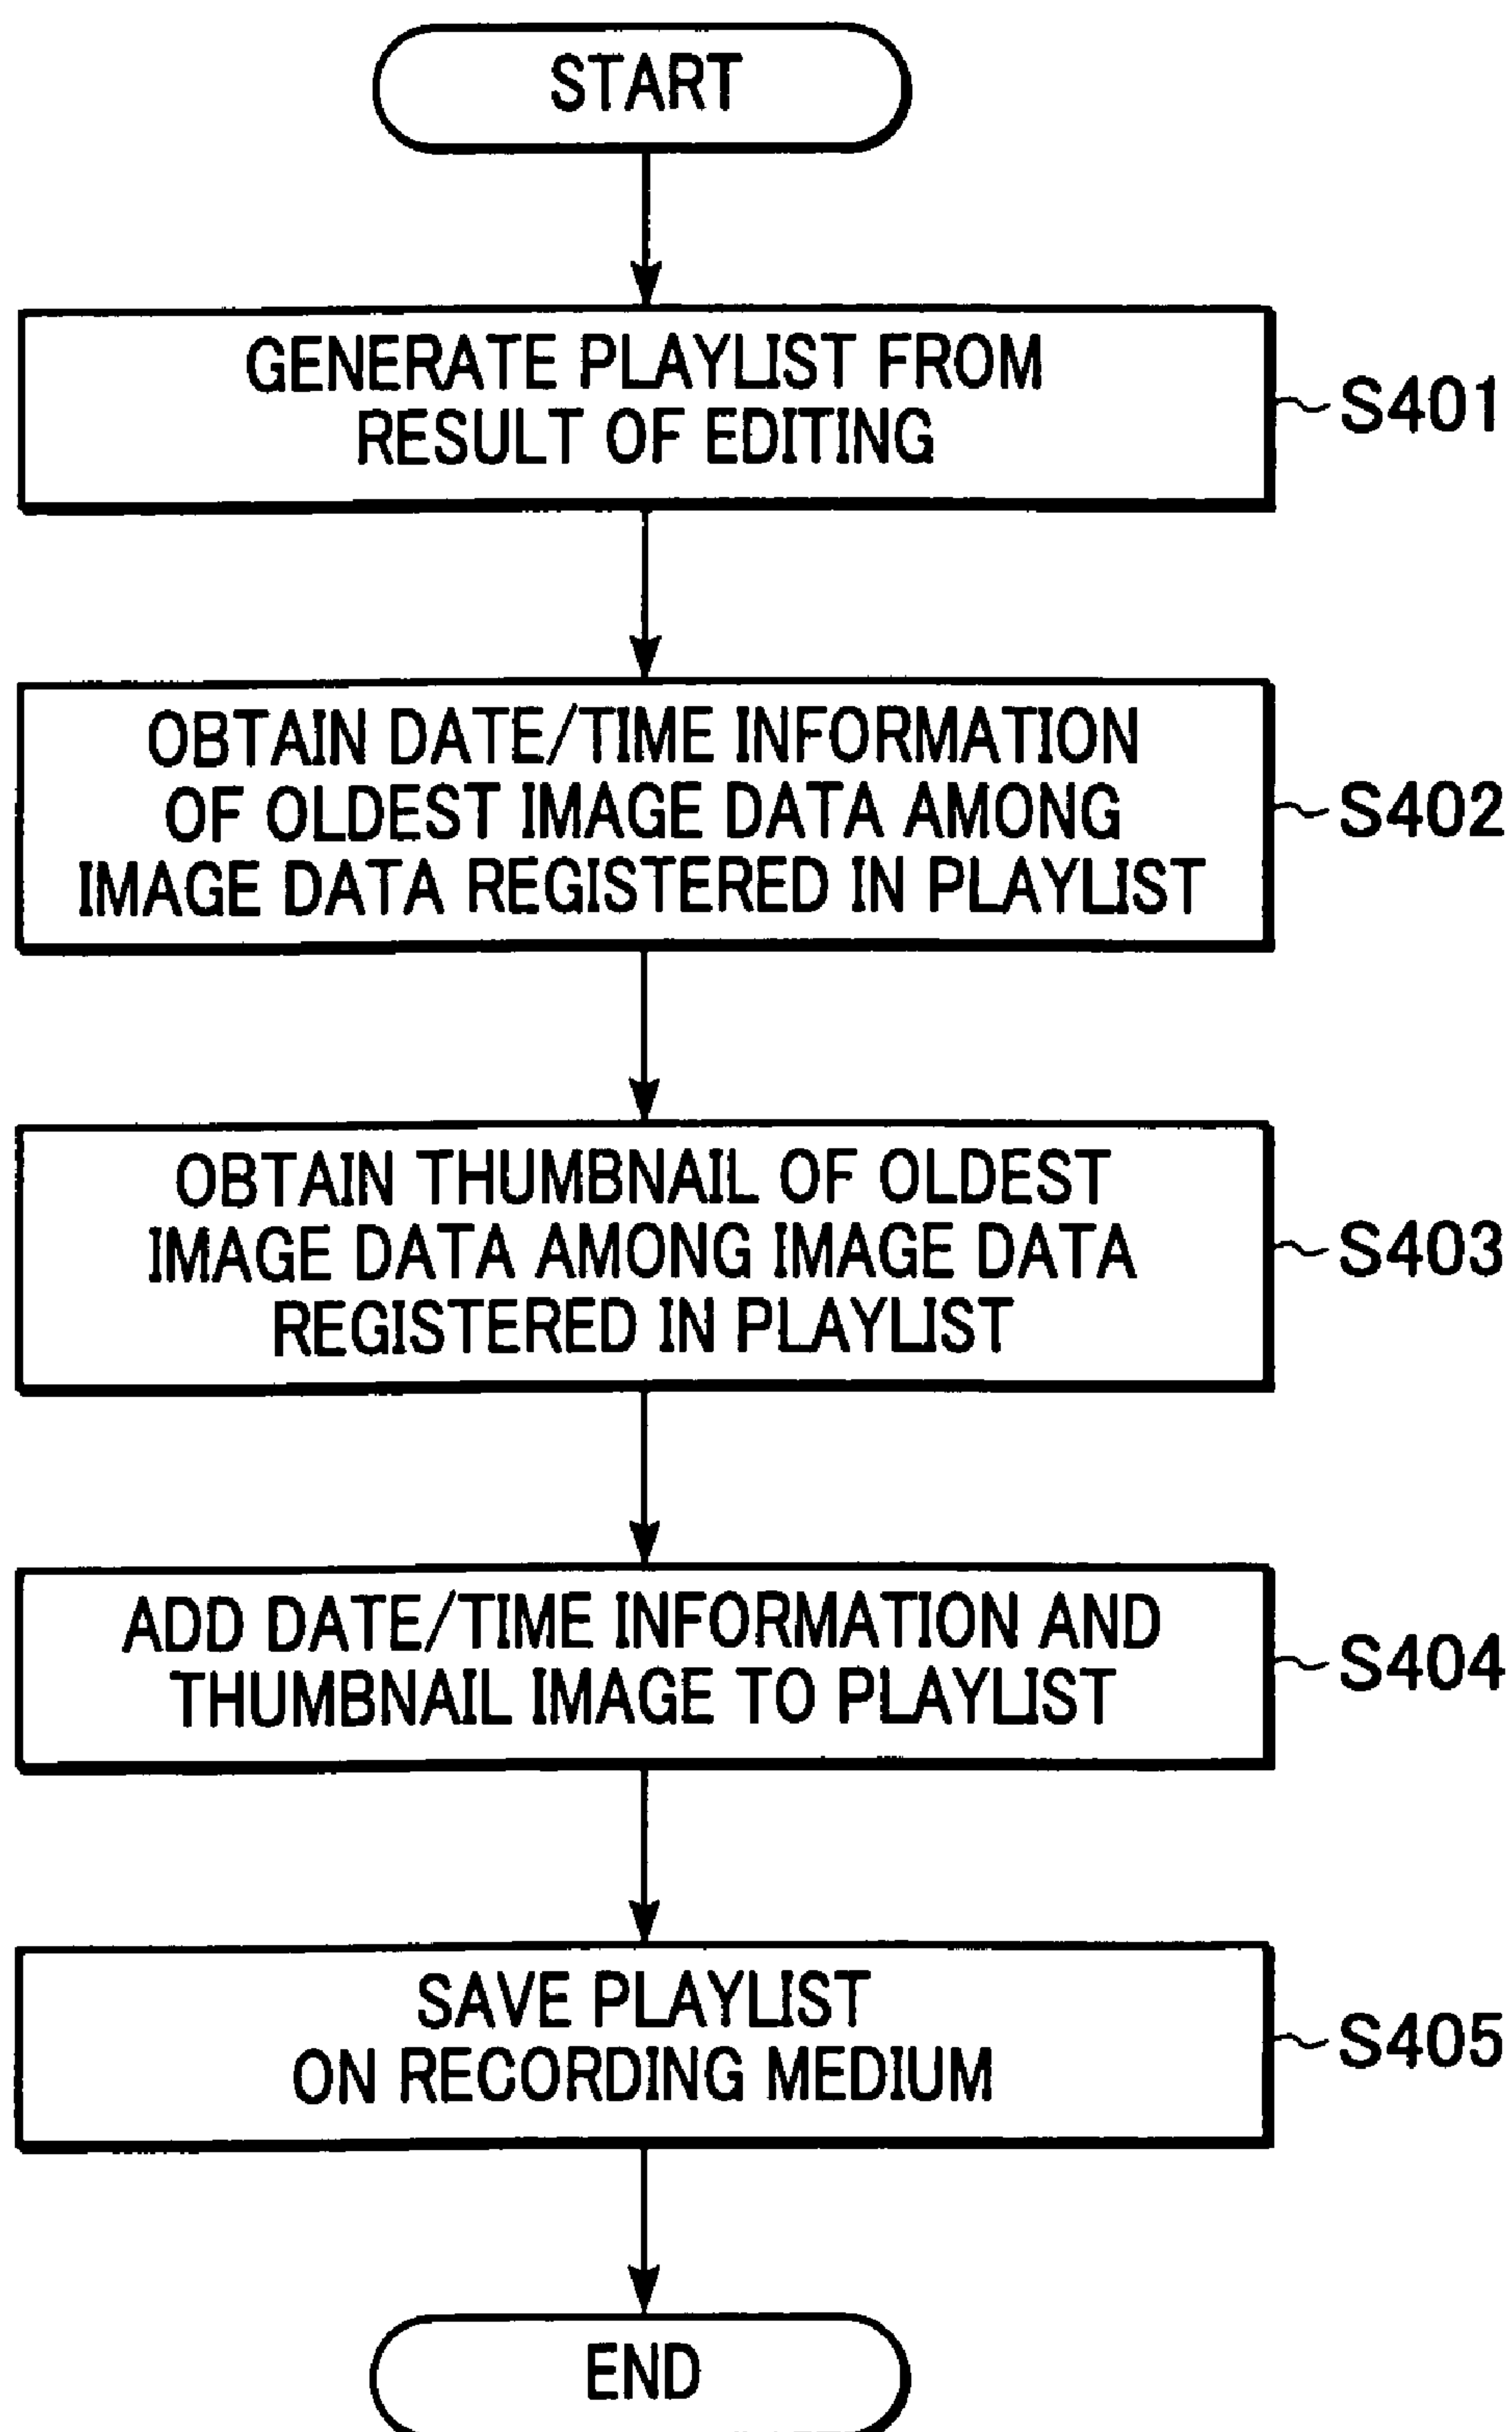 START
GENERATE PLAYLIST FROM
RESULT OF EDITING
S401
OBTAIN DATE/TIME INFORMATION
OF OLDEST IMAGE DATA AMONG
IMAGE DATA REGISTERED IN PLAYLIST
S402
OBTAIN THUMBNAIL OF OLDEST
IMAGE DATA AMONG IMAGE DATA
REGISTERED IN PLAYLIST
S403
ADD DATE/TIME INFORMATION AND
THUMBNAIL IMAGE TO PLAYLIST
S404
SAVE PLAYLIST
ON RECORDING MEDIUM
S405
END